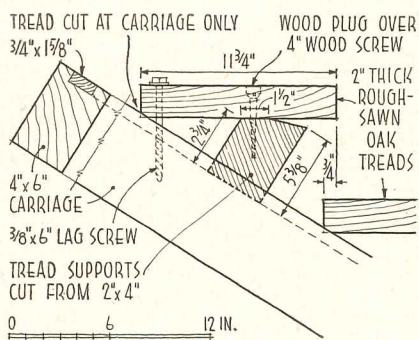 TREAD CUT AT CARRIAGE ONLY
3/4"x 1 5/8"
WOOD PLUG OVER
4" WOOD SCREW
11 3/4"
1 1/2"
2" THICK
ROUGH-
SAWN
OAK
TREADS
2 3/4"
5 3/8"
3/4"
4"x 6"
CARRIAGE
3/8"x 6" LAG SCREW
TREAD SUPPORTS
CUT FROM 2"x 4"
0 6 12 IN.